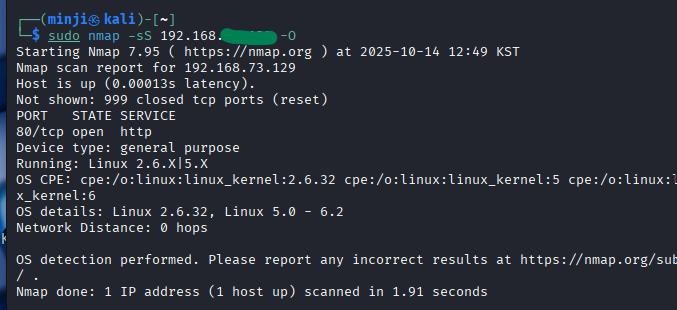 ┌──(minji㉿kali)-[~]
└─$ sudo nmap -sS 192.168. -O
Starting Nmap 7.95 ( https://nmap.org ) at 2025-10-14 12:49 KST
Nmap scan report for 192.168.73.129
Host is up (0.00013s latency).
Not shown: 999 closed tcp ports (reset)
PORT   STATE SERVICE
80/tcp open  http
Device type: general purpose
Running: Linux 2.6.X|5.X
OS CPE: cpe:/o:linux:linux_kernel:2.6.32 cpe:/o:linux:linux_kernel:5 cpe:/o:linux:l
x_kernel:6
OS details: Linux 2.6.32, Linux 5.0 - 6.2
Network Distance: 0 hops
OS detection performed. Please report any incorrect results at https://nmap.org/sub
/ .
Nmap done: 1 IP address (1 host up) scanned in 1.91 seconds